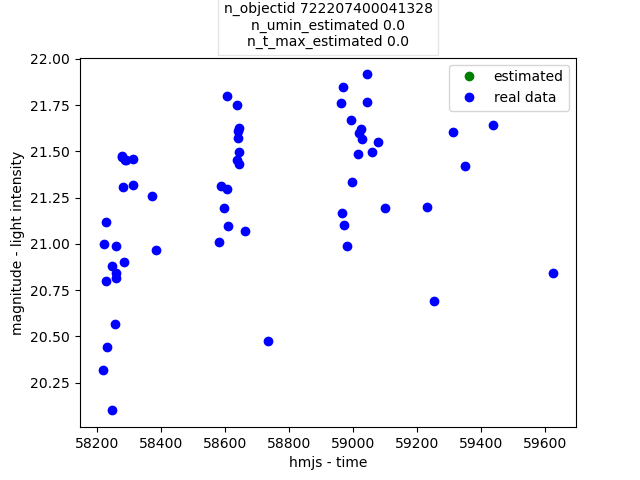 n_objectid 722207400041328
n_umin_estimated 0.0
n_t_max_estimated 0.0
22.00
21.75
21.50
21.25
21.00
20.75
20.50
20.25
magnitude - light intensity
estimated
real data
58200 58400 58600 58800 59000 59200 59400 59600
hmjs - time